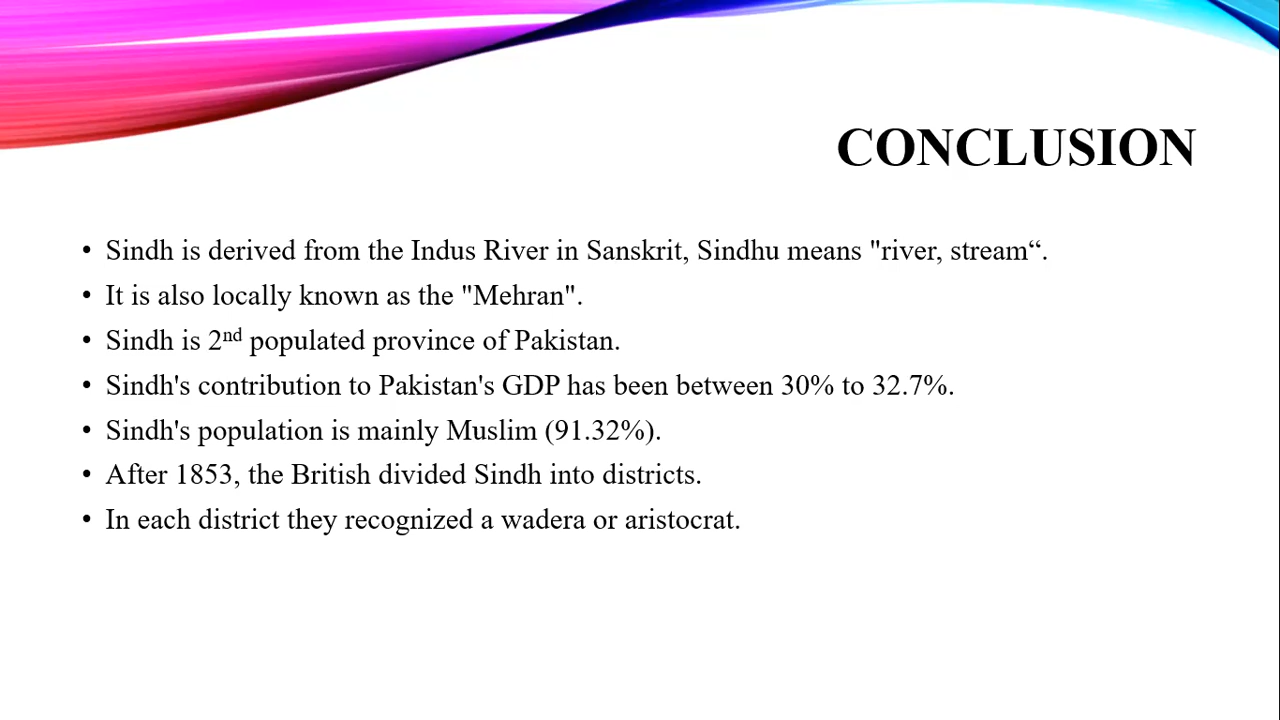 CONCLUSION
• Sindh is derived from the Indus River in Sanskrit, Sindhu means "river, stream“.
• It is also locally known as the "Mehran".
• Sindh is 2nd populated province of Pakistan.
• Sindh's contribution to Pakistan's GDP has been between 30% to 32.7%.
• Sindh's population is mainly Muslim (91.32%).
• After 1853, the British divided Sindh into districts.
• In each district they recognized a wadera or aristocrat.